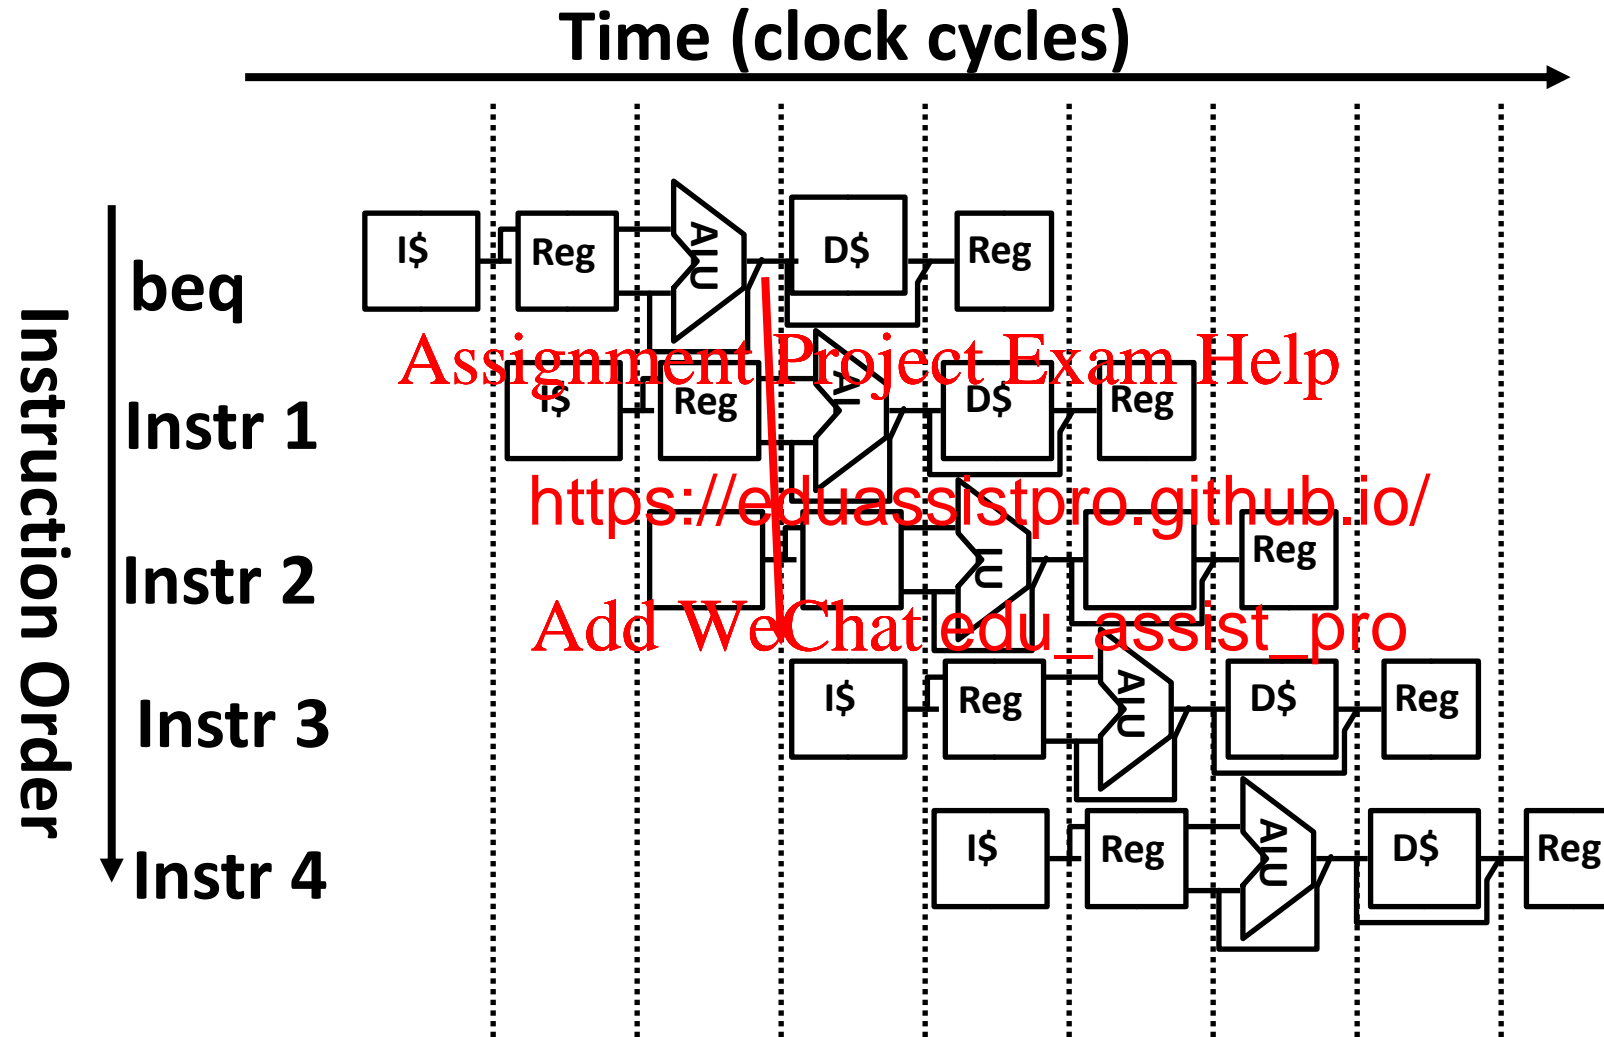 Time (clock cycles)
Instruction Order
beq
I$ Reg ALU D$ Reg
Assignment Project Exam Help
Instr 1
I$ Reg D$ Reg
https://eduassistpro.github.io/
Instr 2
Reg
Add WeChat edu_assist_pro
Instr 3
I$ Reg ALU D$ Reg
Instr 4
I$ Reg ALU D$ Reg